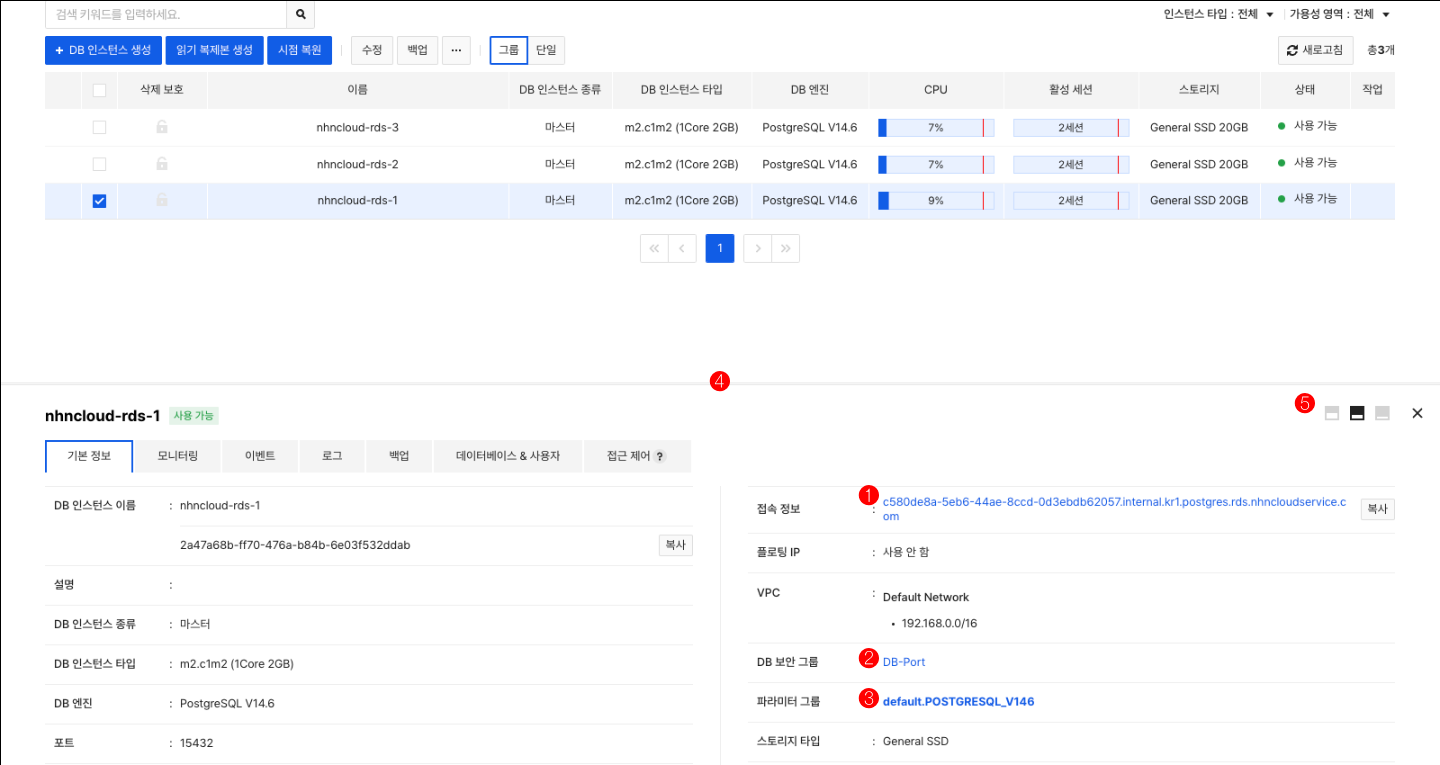 검색 키워드를 입력하세요.
인스턴스 타입 : 전체 가용성 영역 : 전체
+ DB 인스턴스 생성 읽기 복제본 생성 시점 복원 수정 백업 ··· 그룹 단일 새로고침 총3개
삭제 보호 이름 DB 인스턴스 종류 DB 인스턴스 타입 DB 엔진 CPU 활성 세션 스토리지 상태 작업
nhncloud-rds-3 마스터 m2.c1m2 (1Core 2GB) PostgreSQL V14.6 7% 2세션 General SSD 20GB 사용 가능
nhncloud-rds-2 마스터 m2.c1m2 (1Core 2GB) PostgreSQL V14.6 7% 2세션 General SSD 20GB 사용 가능
nhncloud-rds-1 마스터 m2.c1m2 (1Core 2GB) PostgreSQL V14.6 9% 2세션 General SSD 20GB 사용 가능
1
4
nhncloud-rds-1 사용 가능
5
기본 정보 모니터링 이벤트 로그 백업 데이터베이스 & 사용자 접근 제어 ?
DB 인스턴스 이름 : nhncloud-rds-1
2a47a68b-ff70-476a-b84b-6e03f532ddab 복사
설명 :
DB 인스턴스 종류 : 마스터
DB 인스턴스 타입 : m2.c1m2 (1Core 2GB)
DB 엔진 : PostgreSQL V14.6
포트 : 15432
1
접속 정보 : c580de8a-5eb6-44ae-8ccd-0d3ebdb62057.internal.kr1.postgres.rds.nhncloudservice.c
om
복사
플로팅 IP : 사용 안 함
VPC : Default Network
• 192.168.0.0/16
DB 보안 그룹 2 DB-Port
파라미터 그룹 3 default.POSTGRESQL_V146
스토리지 타입 : General SSD